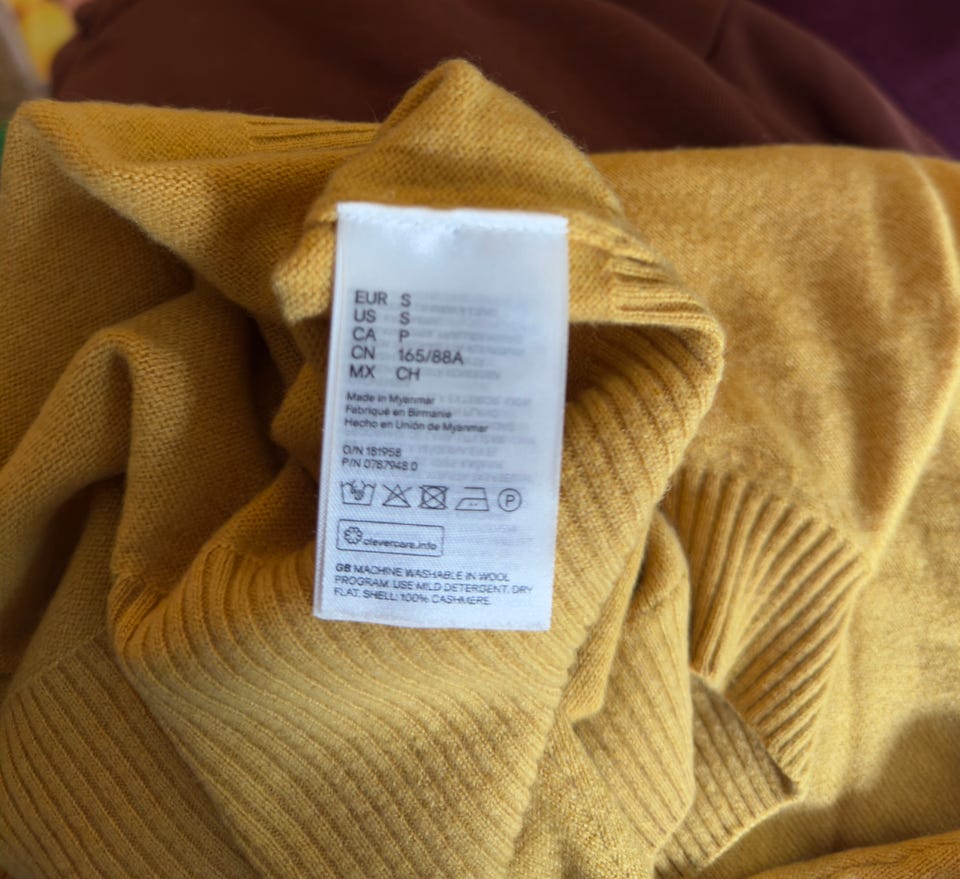 EUR S
US S
CA P
CN 165/88A
MX CH
Made in Myanmar
Fabriqué en Birmanie
Hecho en Unión de Myanmar
O/N 181958
P/N 0787948 0
P
clevercare.info
GB MACHINE WASHABLE IN WOOL
PROGRAM. USE MILD DETERGENT. DRY
FLAT. SHELL: 100% CASHMERE.